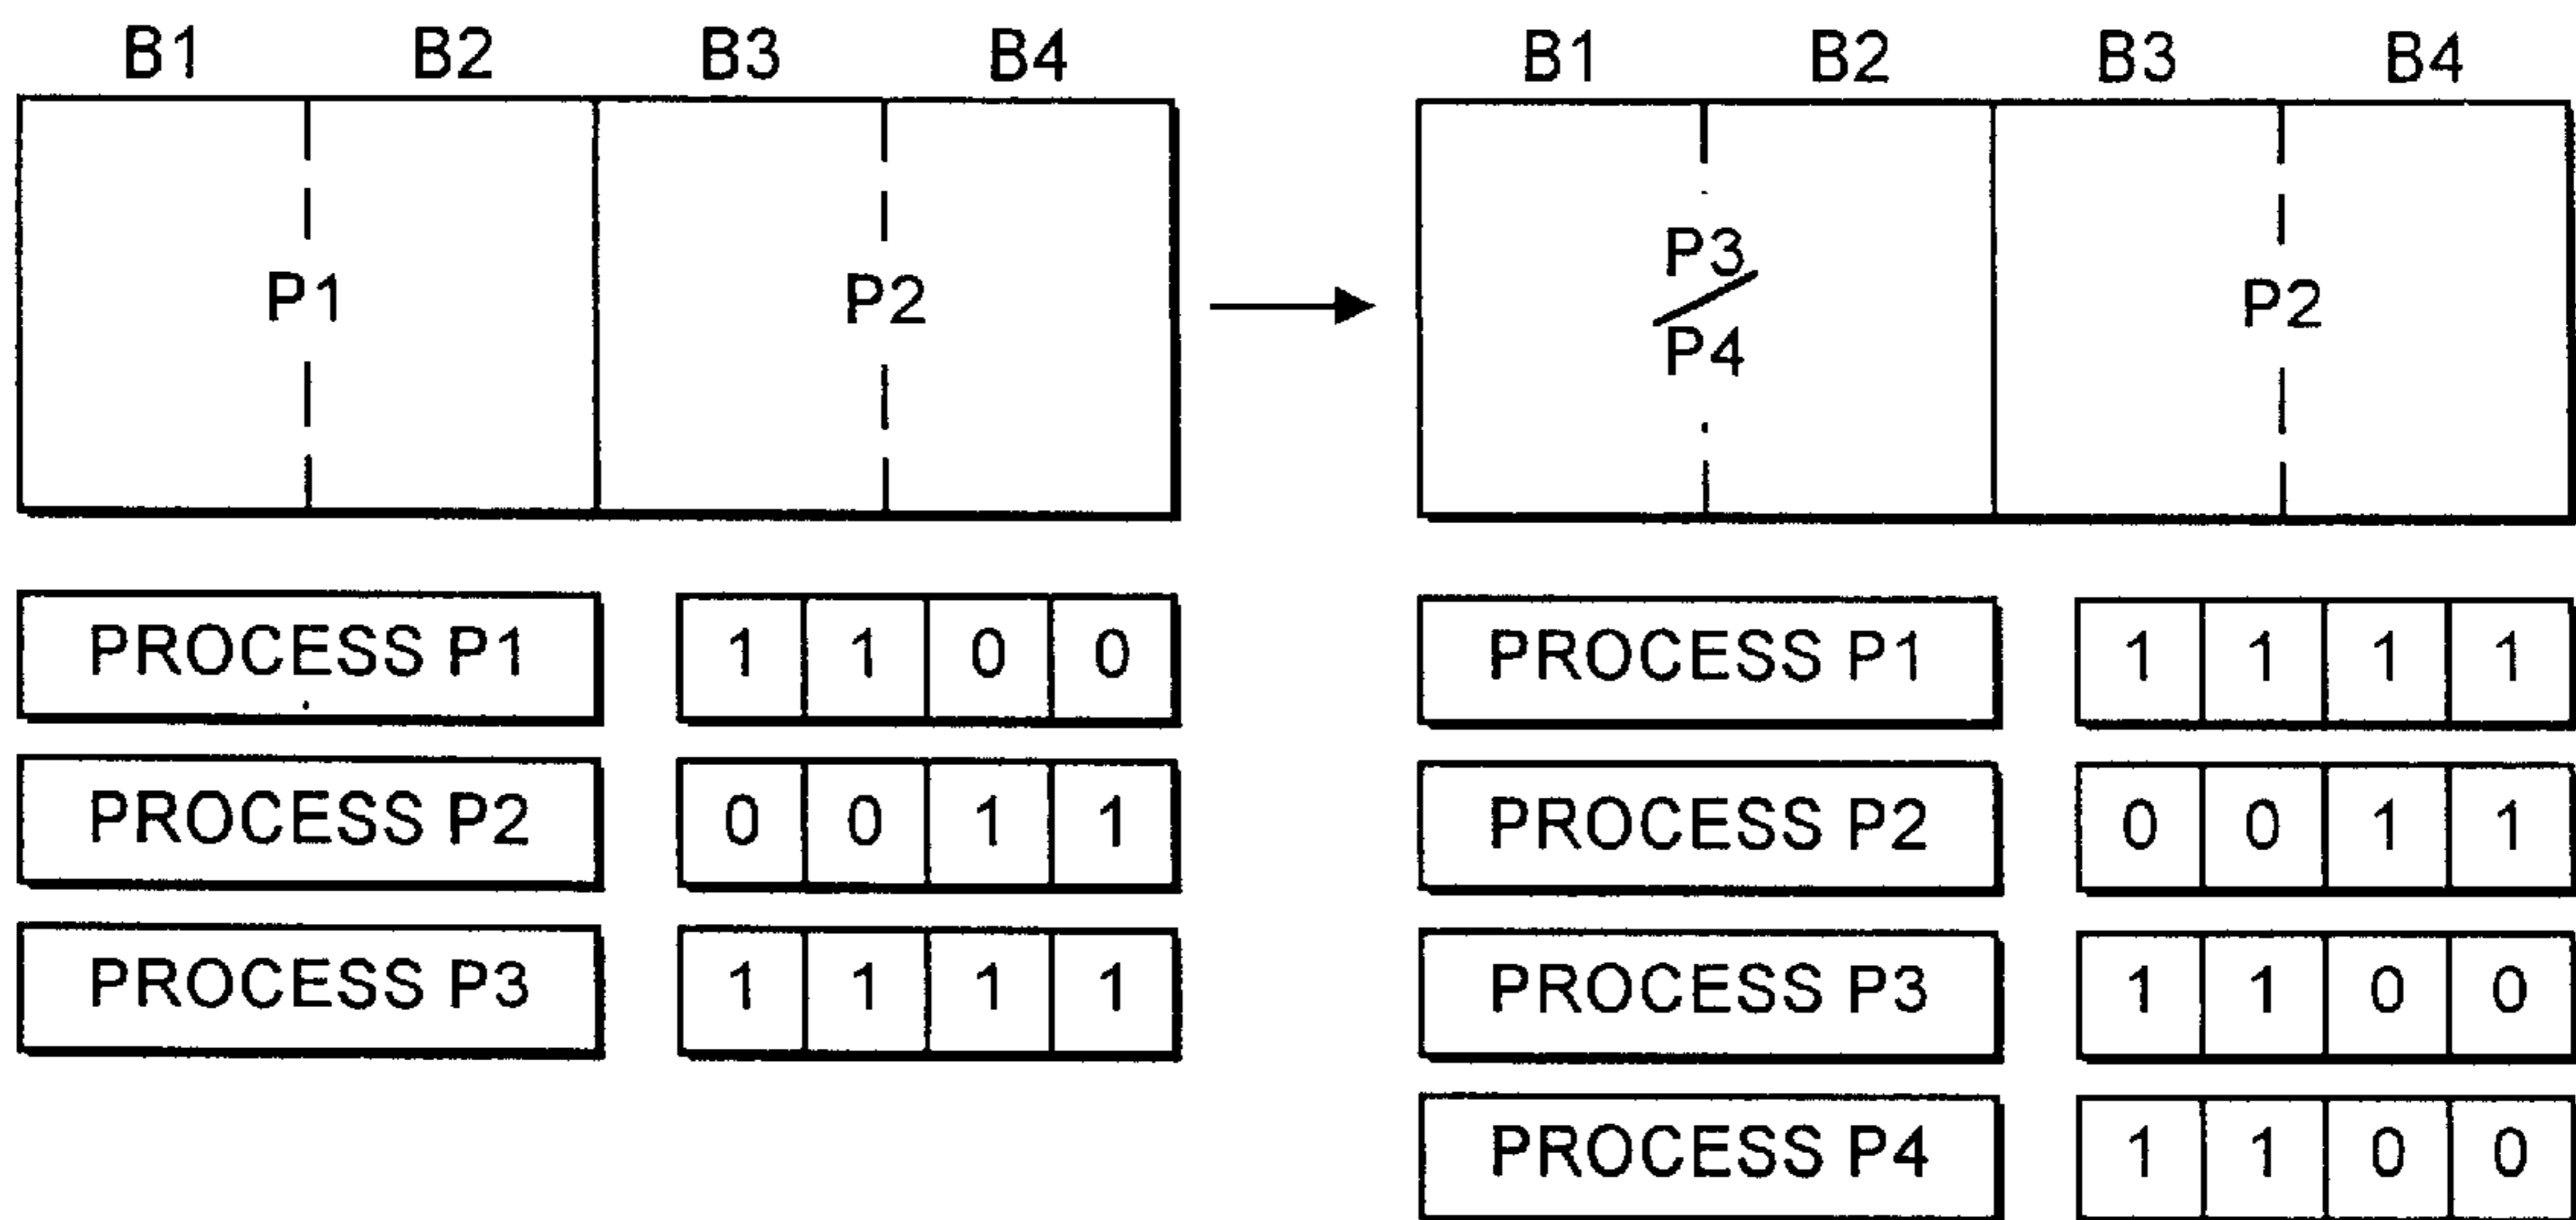 B1 B2 B3 B4
P1 P2
PROCESS P1 1 1 0 0
PROCESS P2 0 0 1 1
PROCESS P3 1 1 1 1
B1 B2 B3 B4
P3
P4
P2
PROCESS P1 1 1 1 1
PROCESS P2 0 0 1 1
PROCESS P3 1 1 0 0
PROCESS P4 1 1 0 0